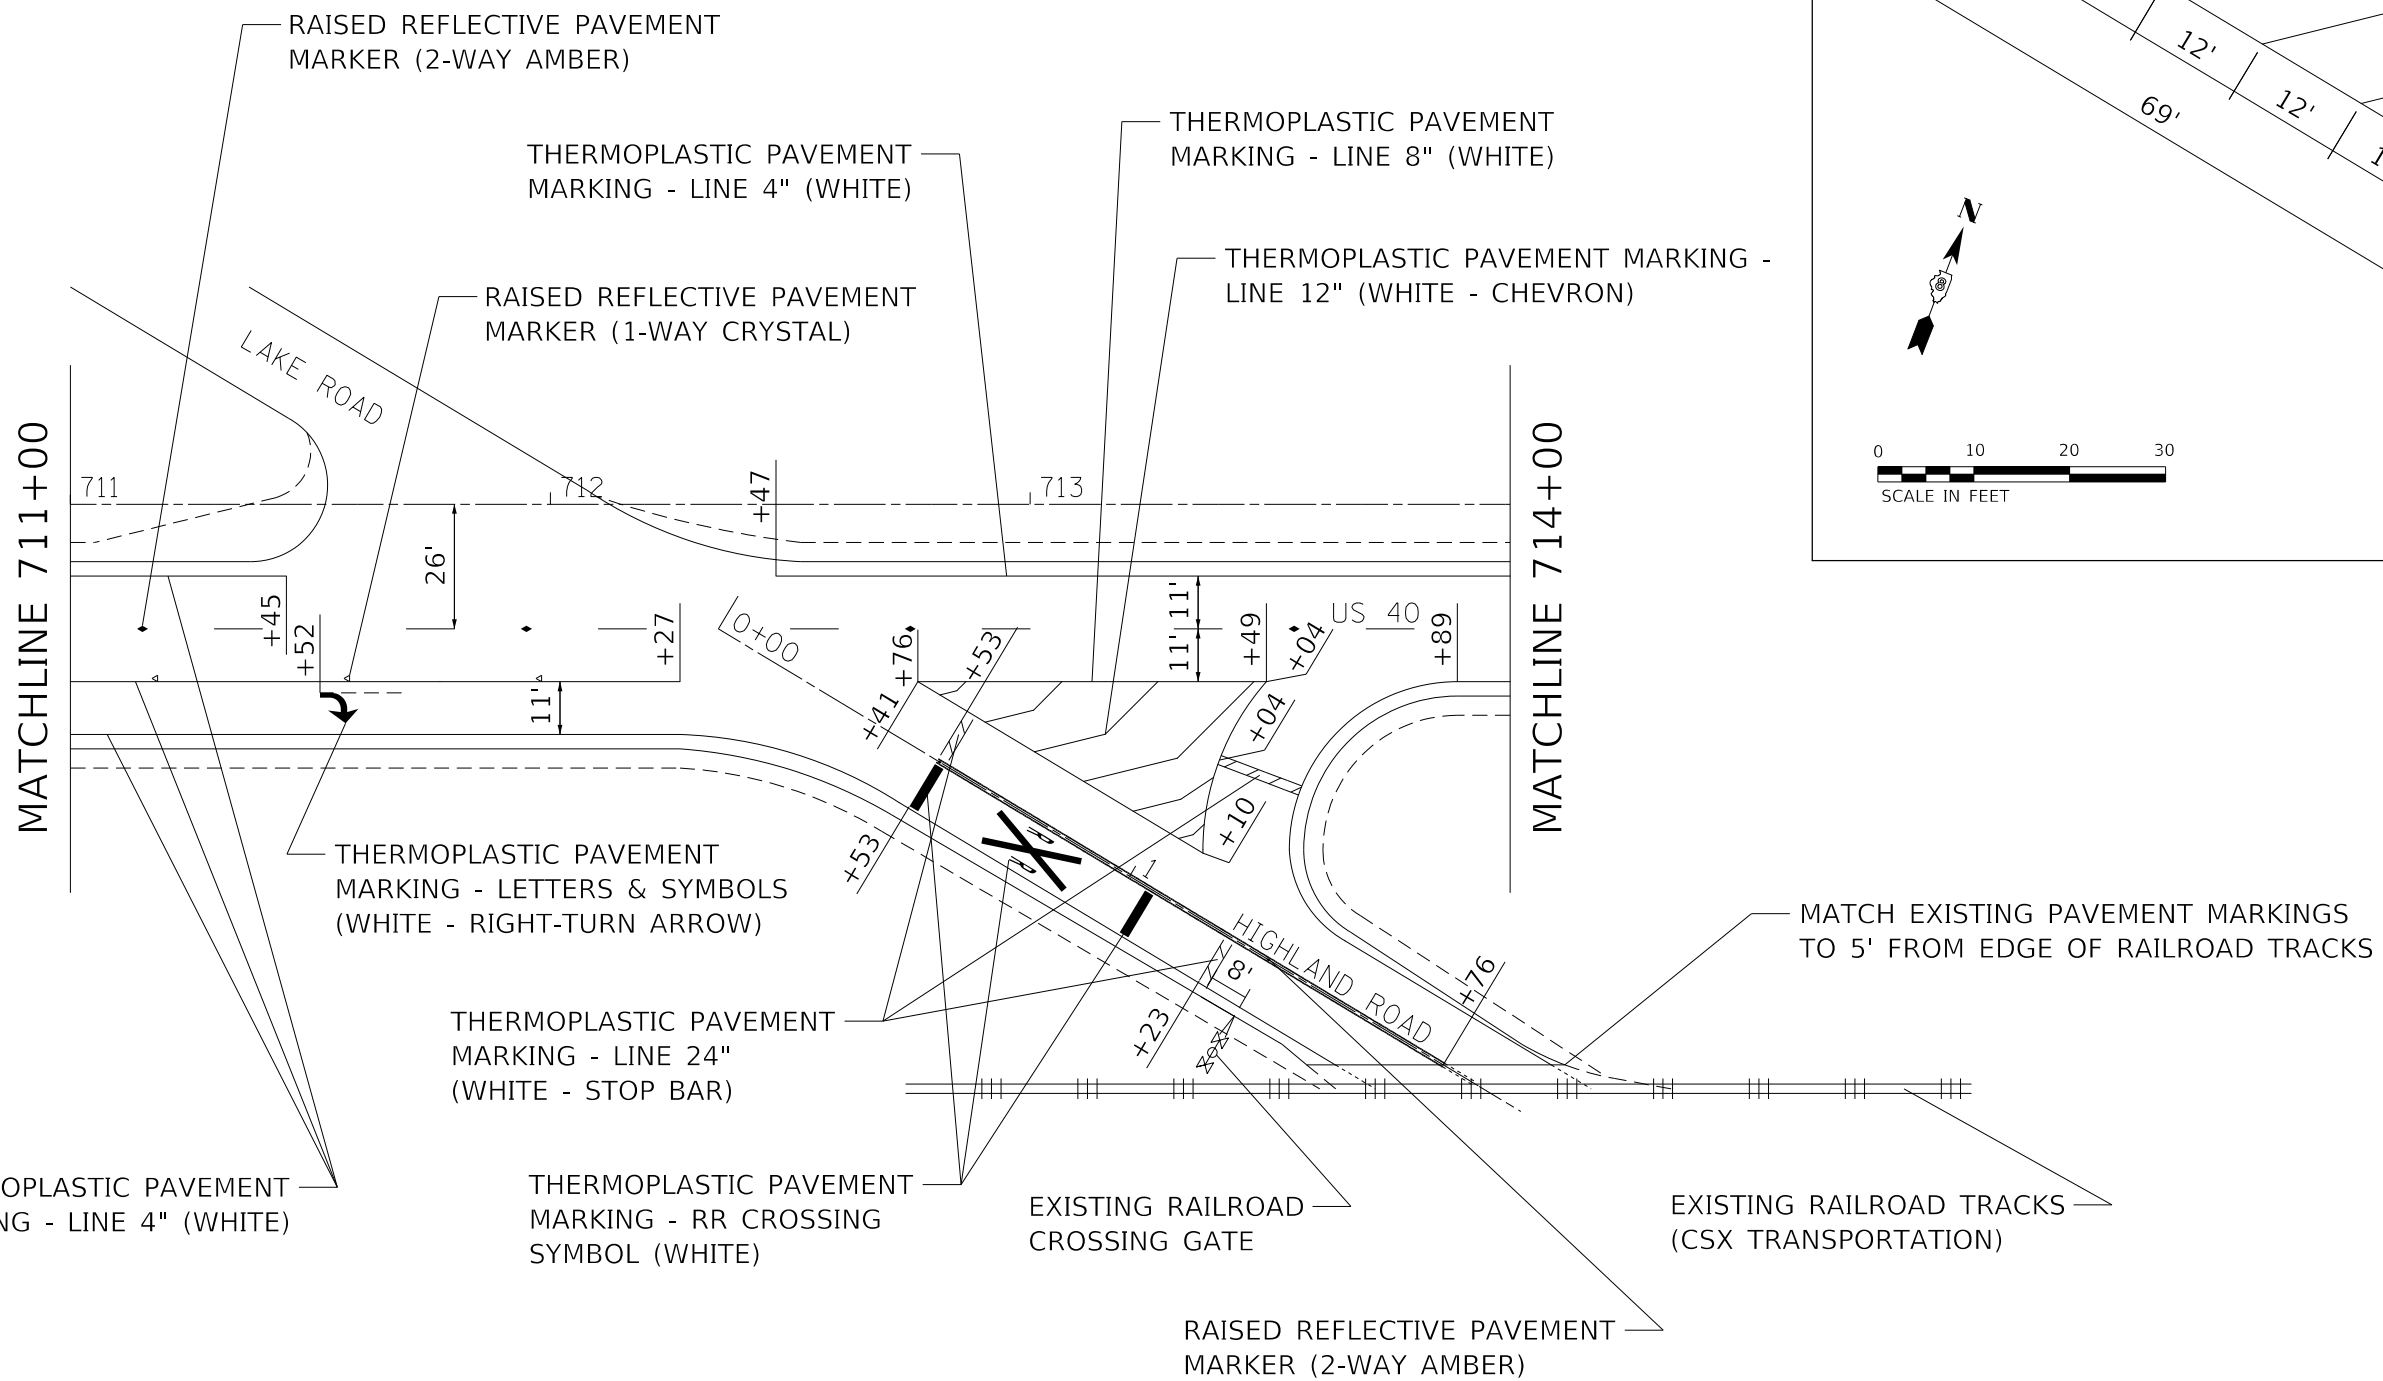 RAISED REFLECTIVE PAVEMENT
MARKER (2-WAY AMBER)
THERMOPLASTIC PAVEMENT
MARKING - LINE 4" (WHITE)
THERMOPLASTIC PAVEMENT
MARKING - LINE 8" (WHITE)
THERMOPLASTIC PAVEMENT MARKING -
LINE 12" (WHITE - CHEVRON)
RAISED REFLECTIVE PAVEMENT
MARKER (1-WAY CRYSTAL)
12'
12'
69'
N
8
0 10 20 30
SCALE IN FEET
LAKE ROAD
MATCHLINE 711+00
711
712
713
+47
26'
+45
+52
+27
0+00
+76
+53
11'
11'
+49
+04
US 40
+89
MATCHLINE 714+00
11'
+41
+04
+10
+53
R
R
1
HIGHLAND ROAD
8'
+23
+76
THERMOPLASTIC PAVEMENT
MARKING - LETTERS & SYMBOLS
(WHITE - RIGHT-TURN ARROW)
MATCH EXISTING PAVEMENT MARKINGS
TO 5' FROM EDGE OF RAILROAD TRACKS
THERMOPLASTIC PAVEMENT
MARKING - LINE 24"
(WHITE - STOP BAR)
OPLASTIC PAVEMENT
NG - LINE 4" (WHITE)
THERMOPLASTIC PAVEMENT
MARKING - RR CROSSING
SYMBOL (WHITE)
EXISTING RAILROAD
CROSSING GATE
EXISTING RAILROAD TRACKS
(CSX TRANSPORTATION)
RAISED REFLECTIVE PAVEMENT
MARKER (2-WAY AMBER)